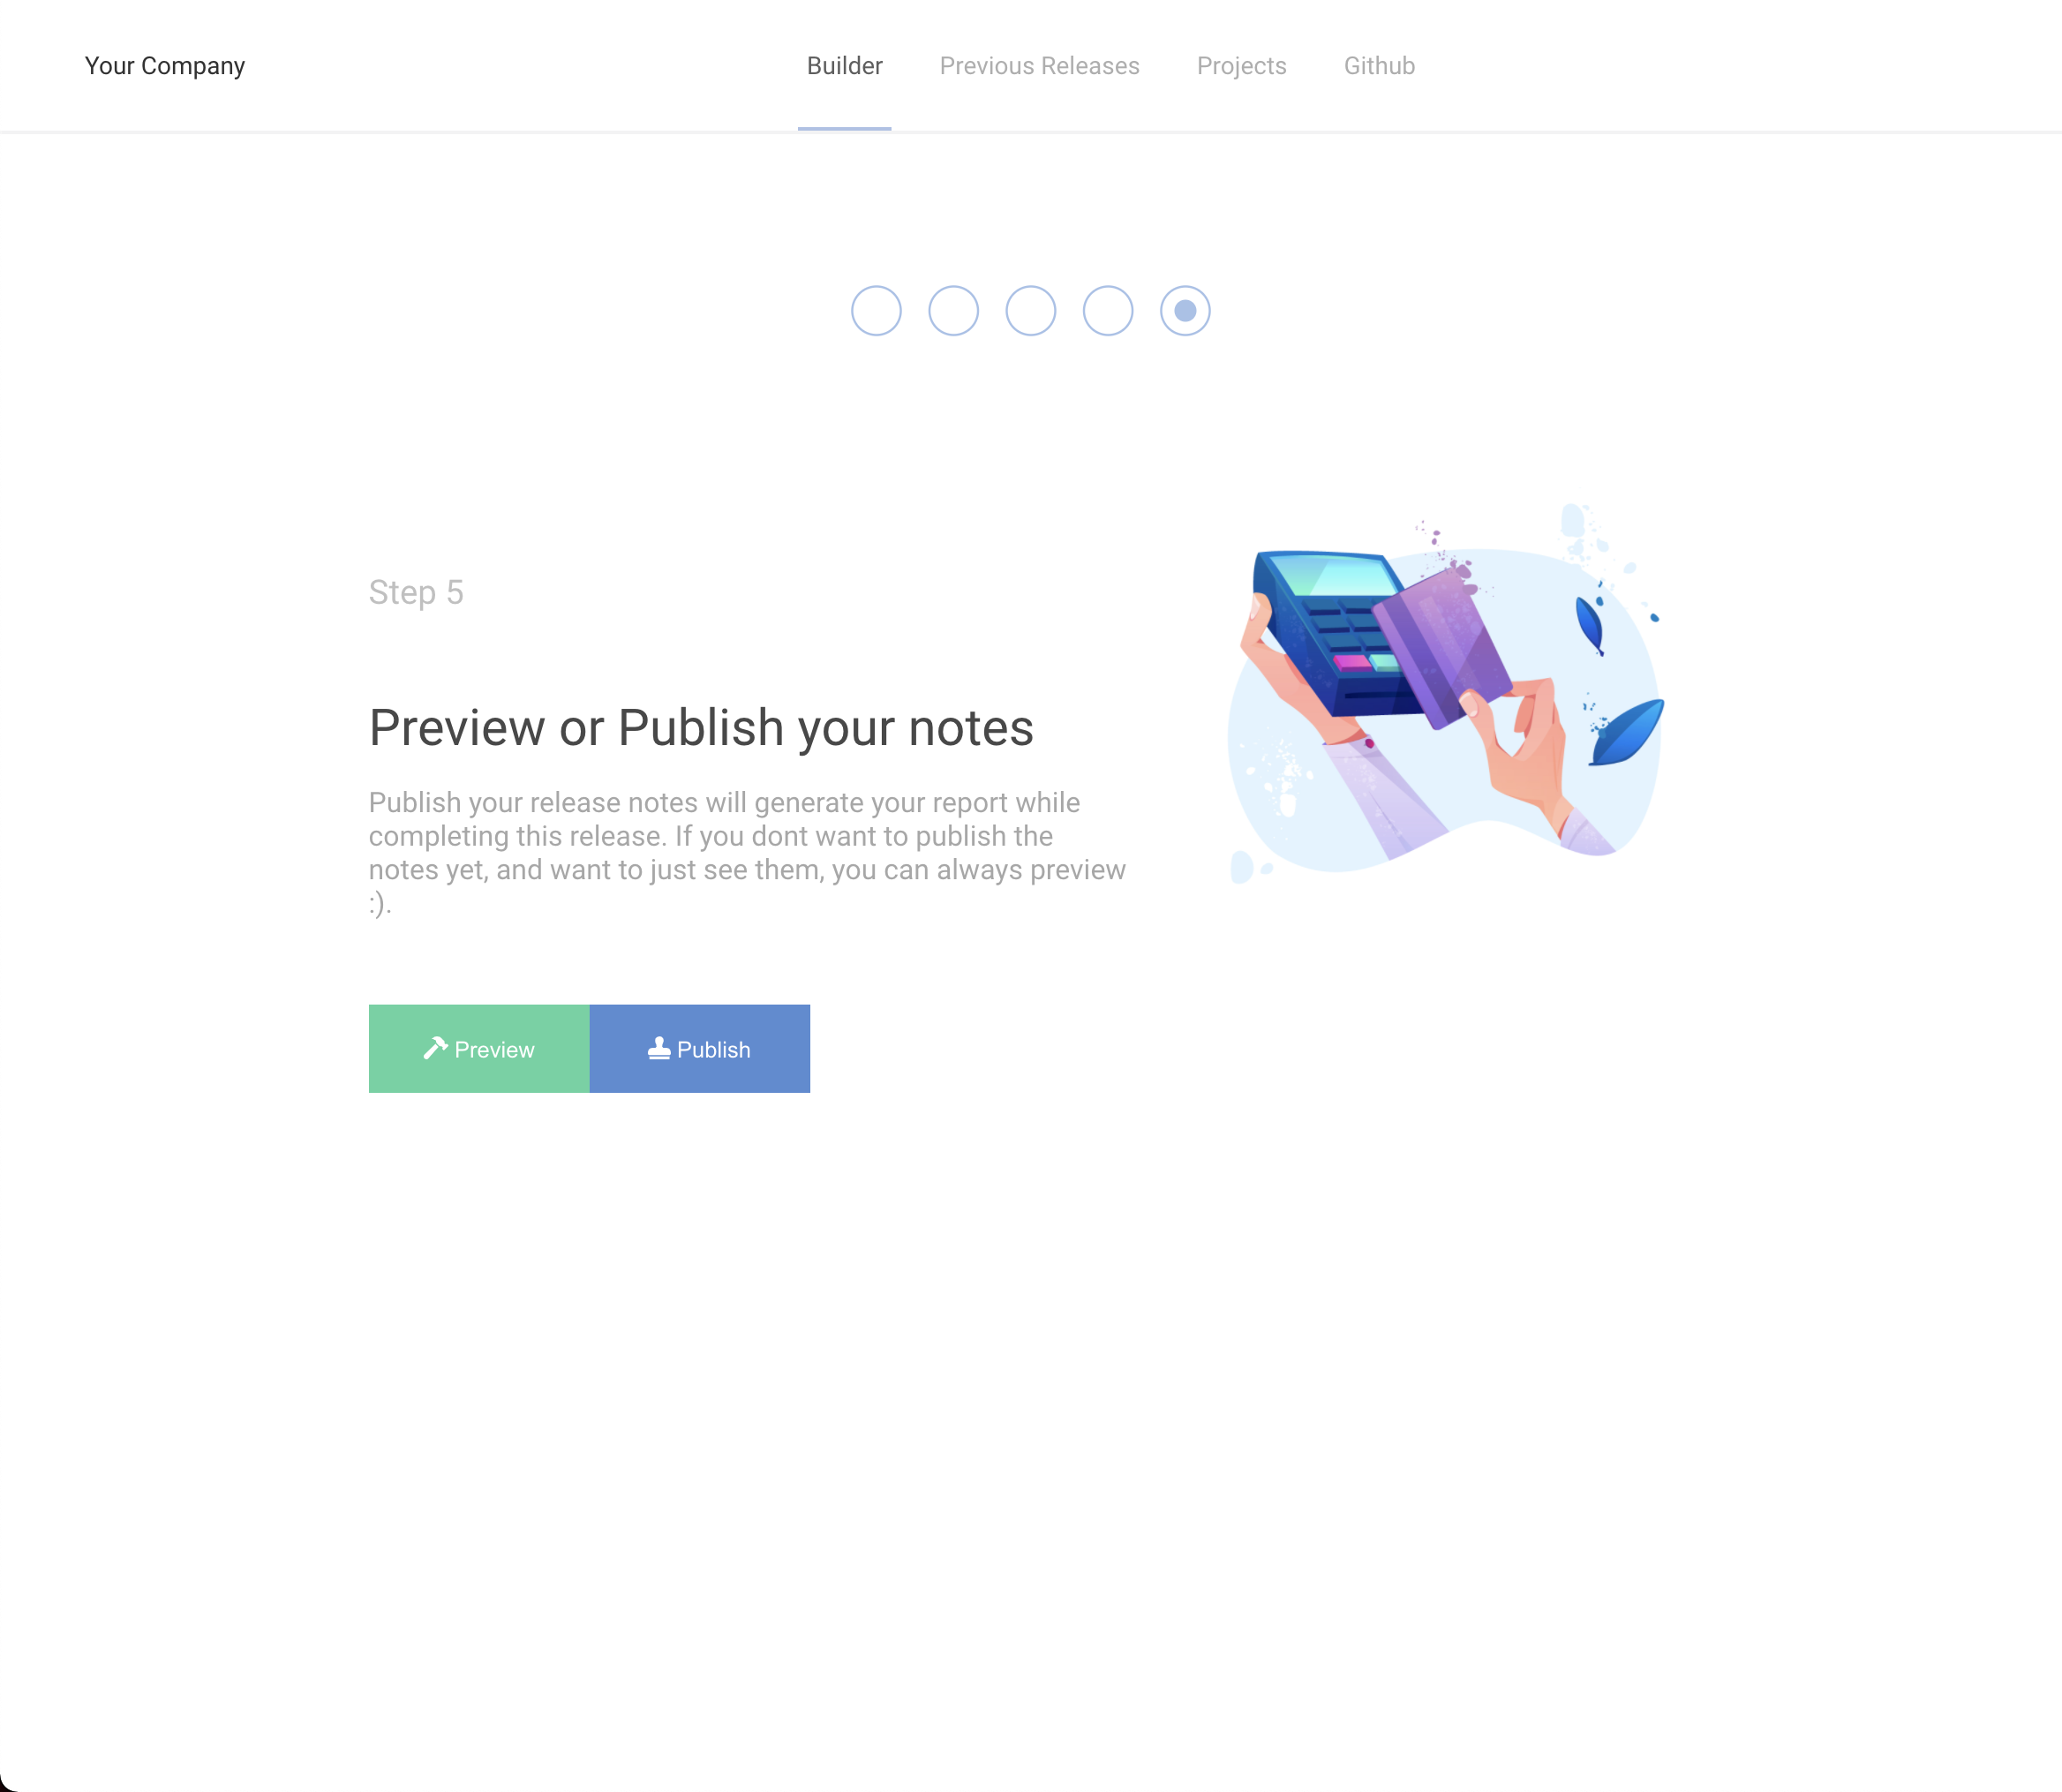 Your Company
Builder Previous Releases Projects Github
Step 5
Preview or Publish your notes
Publish your release notes will generate your report while
completing this release. If you dont want to publish the
notes yet, and want to just see them, you can always preview
:).
Preview Publish